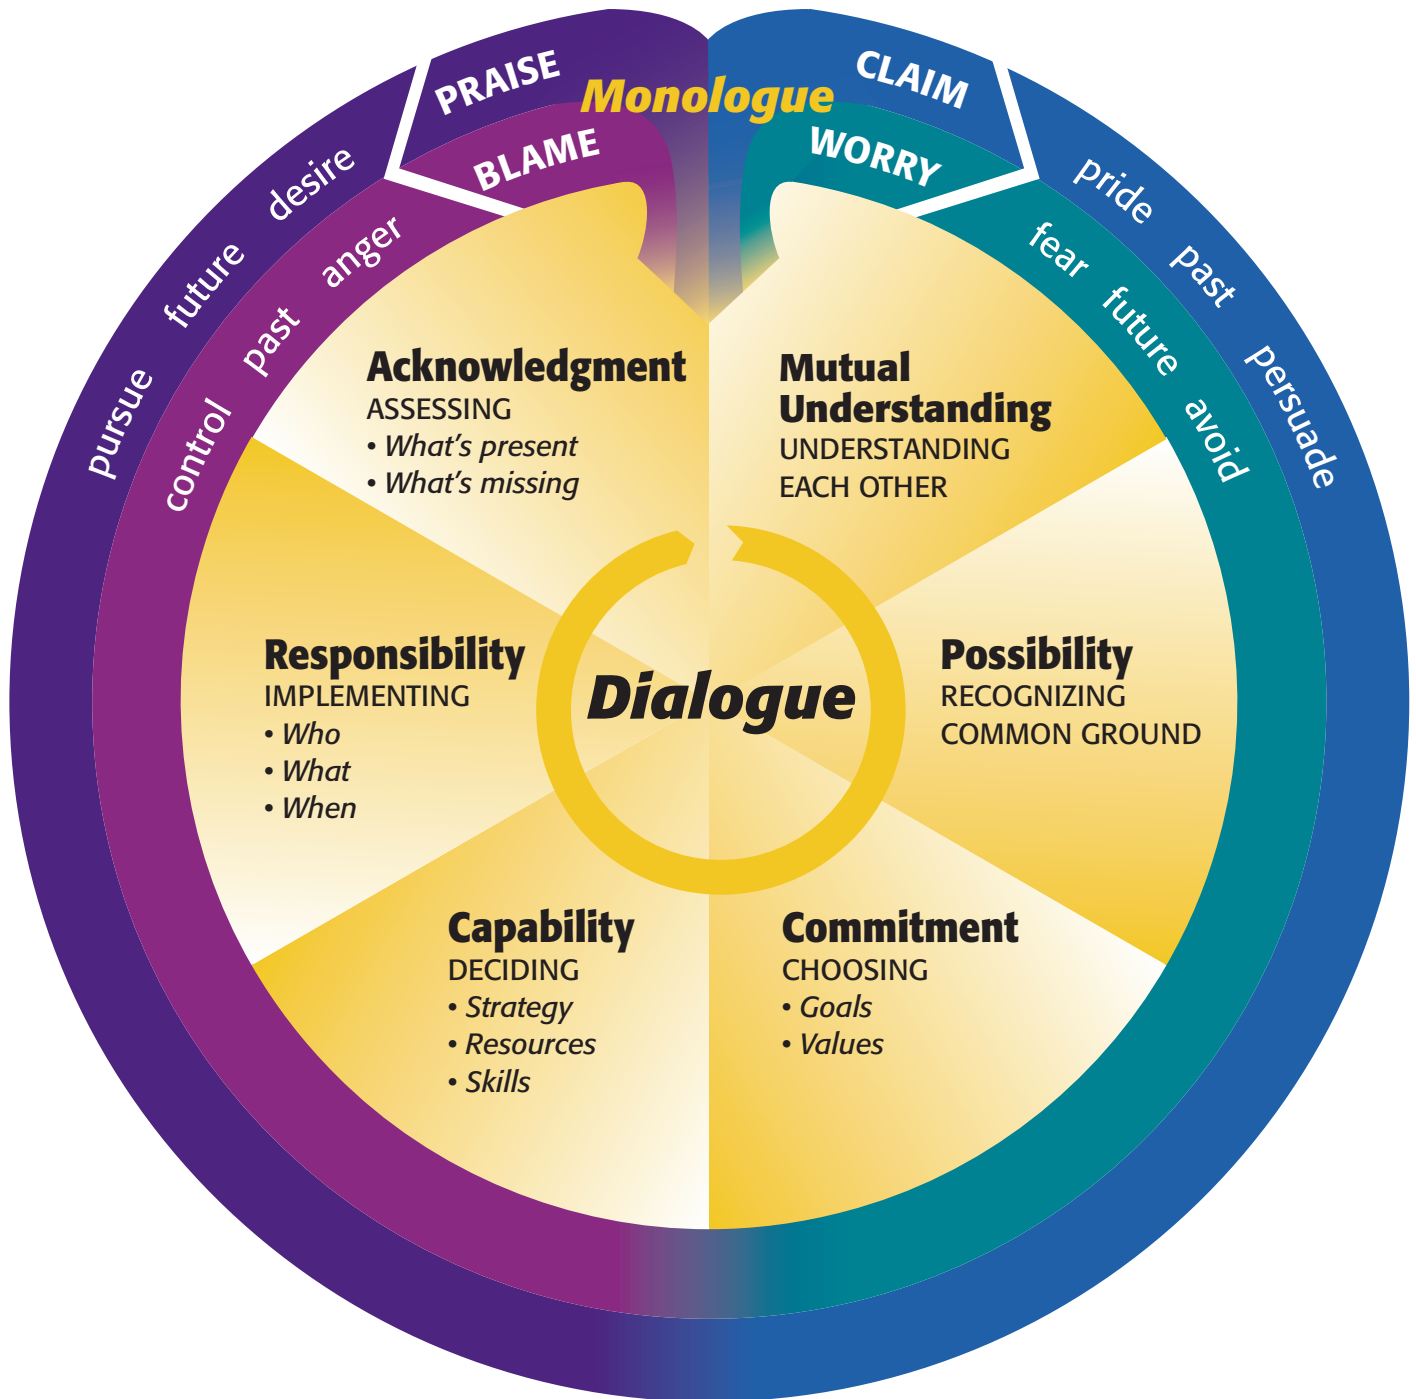 Monologue
PRAISE
BLAME
CLAIM
WORRY
desire
future
pursue
anger
past
control
pride
past
persuade
fear
future
avoid
Acknowledgment
ASSESSING
• What's present
• What's missing
Mutual
Understanding
UNDERSTANDING
EACH OTHER
Responsibility
IMPLEMENTING
• Who
• What
• When
Dialogue
Possibility
RECOGNIZING
COMMON GROUND
Capability
DECIDING
• Strategy
• Resources
• Skills
Commitment
CHOOSING
• Goals
• Values